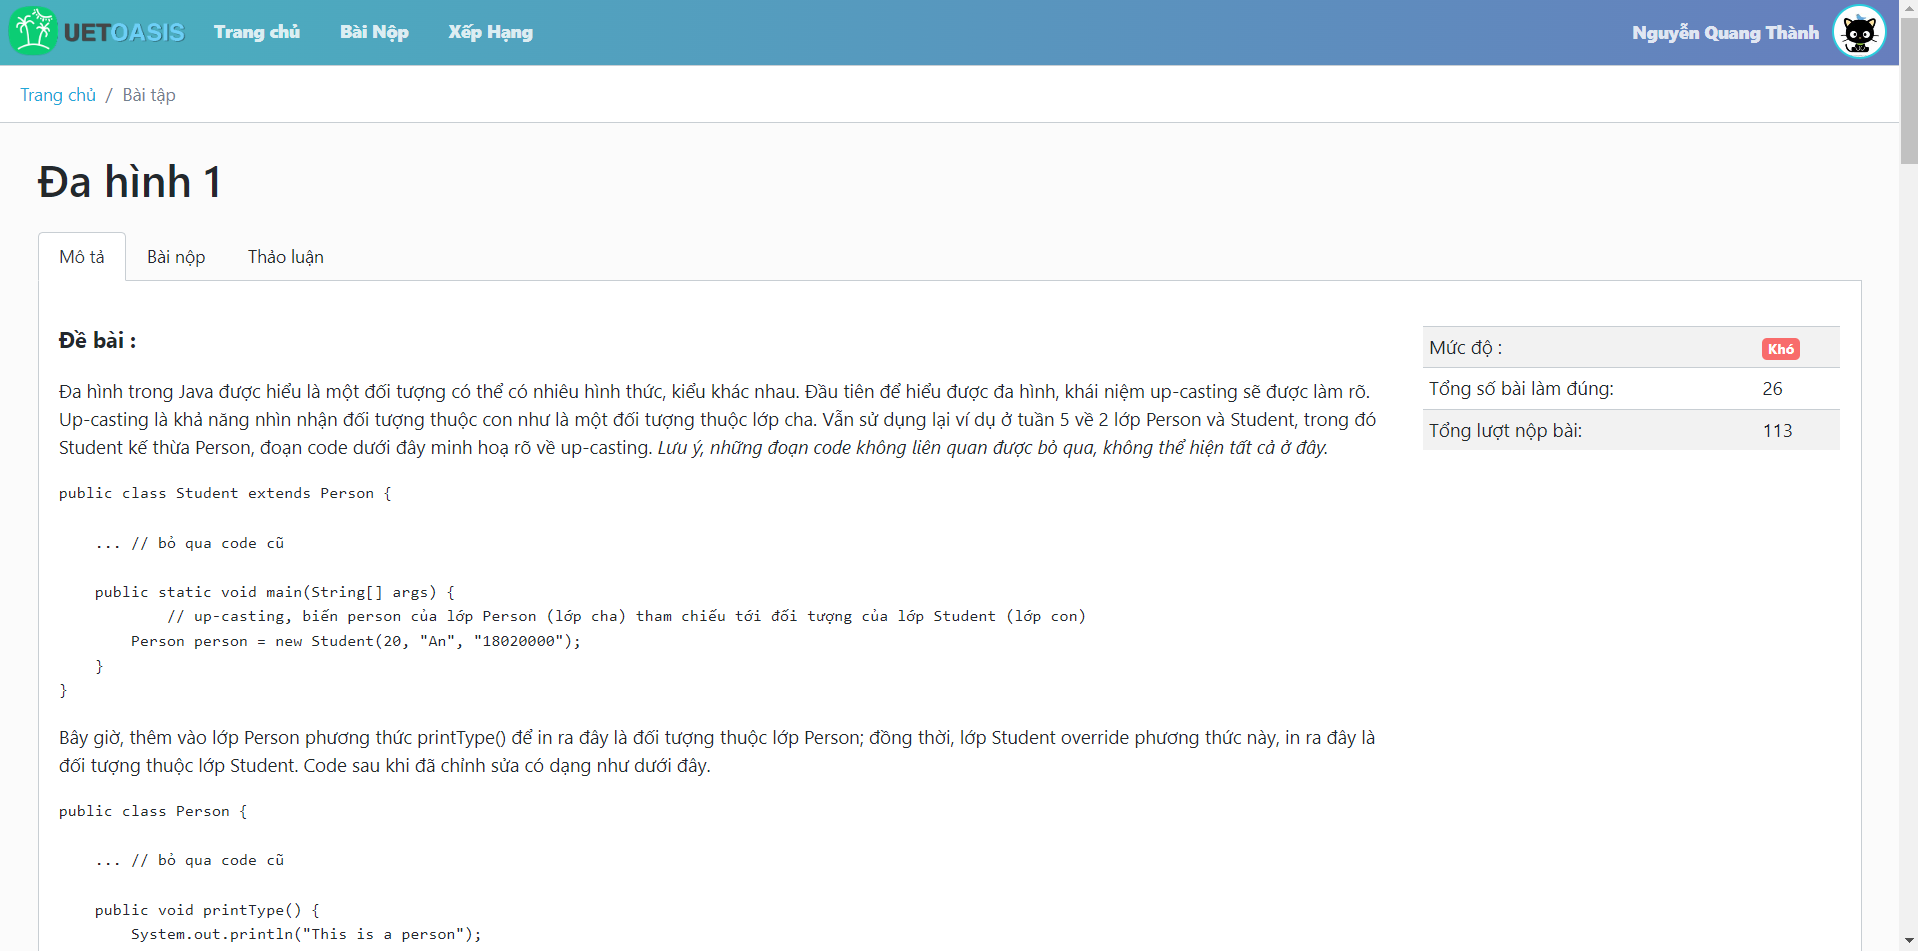 UETOASIS Trang chủ Bài Nộp Xếp Hạng Nguyễn Quang Thành
Trang chủ / Bài tập
Đa hình 1
Mô tả Bài nộp Thảo luận
Đề bài :
Đa hình trong Java được hiểu là một đối tượng có thể có nhiêu hình thức, kiểu khác nhau. Đầu tiên để hiểu được đa hình, khái niệm up-casting sẽ được làm rõ.
Up-casting là khả năng nhìn nhận đối tượng thuộc con như là một đối tượng thuộc lớp cha. Vẫn sử dụng lại ví dụ ở tuần 5 về 2 lớp Person và Student, trong đó
Student kế thừa Person, đoạn code dưới đây minh hoạ rõ về up-casting. Lưu ý, những đoạn code không liên quan được bỏ qua, không thể hiện tất cả ở đây.
public class Student extends Person {
... // bỏ qua code cũ
public static void main(String[] args) {
// up-casting, biến person của lớp Person (lớp cha) tham chiếu tới đối tượng của lớp Student (lớp con)
Person person = new Student(20, "An", "18020000");
}
}
Bây giờ, thêm vào lớp Person phương thức printType() để in ra đây là đối tượng thuộc lớp Person; đồng thời, lớp Student override phương thức này, in ra đây là
đối tượng thuộc lớp Student. Code sau khi đã chỉnh sửa có dạng như dưới đây.
public class Person {
... // bỏ qua code cũ
public void printType() {
System.out.println("This is a person");
Mức độ : Khó
Tổng số bài làm đúng: 26
Tổng lượt nộp bài: 113